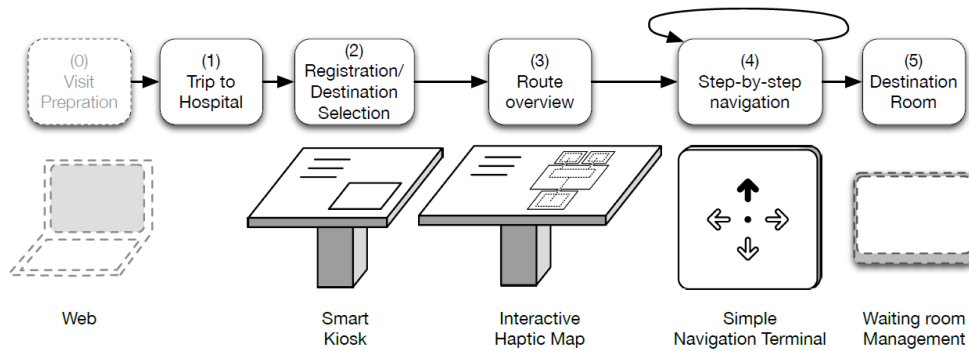 (0)
Visit
Prepration
(1)
Trip to
Hospital
(2)
Registration/
Destination
Selection
(3)
Route
overview
(4)
Step-by-step
navigation
(5)
Destination
Room
Web
Smart
Kiosk
Interactive
Haptic Map
Simple
Navigation Terminal
Waiting room
Management